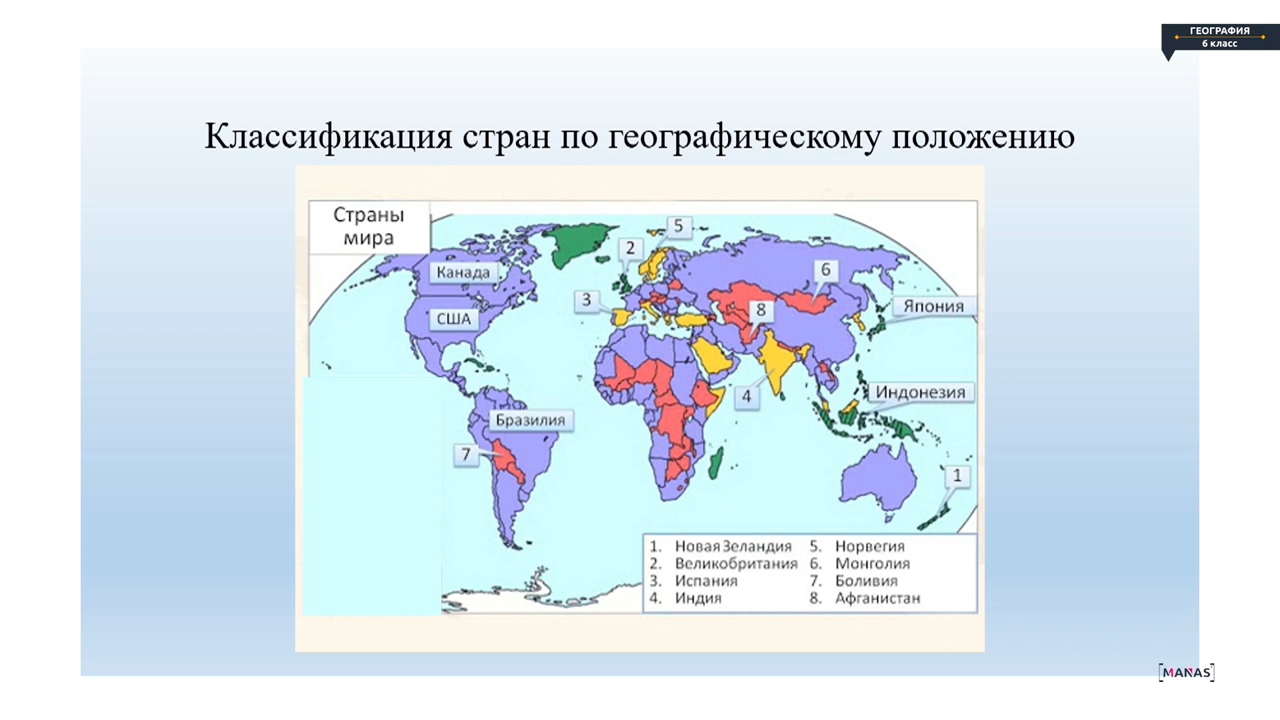 ГЕОГРАФИЯ
6 класс
Классификация стран по географическому положению
Страны
мира
5
2
Канада
6
3
8
Япония
США
4
Индонезия
Бразилия
7
1
1. Новая Зеландия 5. Норвегия
2. Великобритания 6. Монголия
3. Испания 7. Боливия
4. Индия 8. Афганистан
[MANAS]